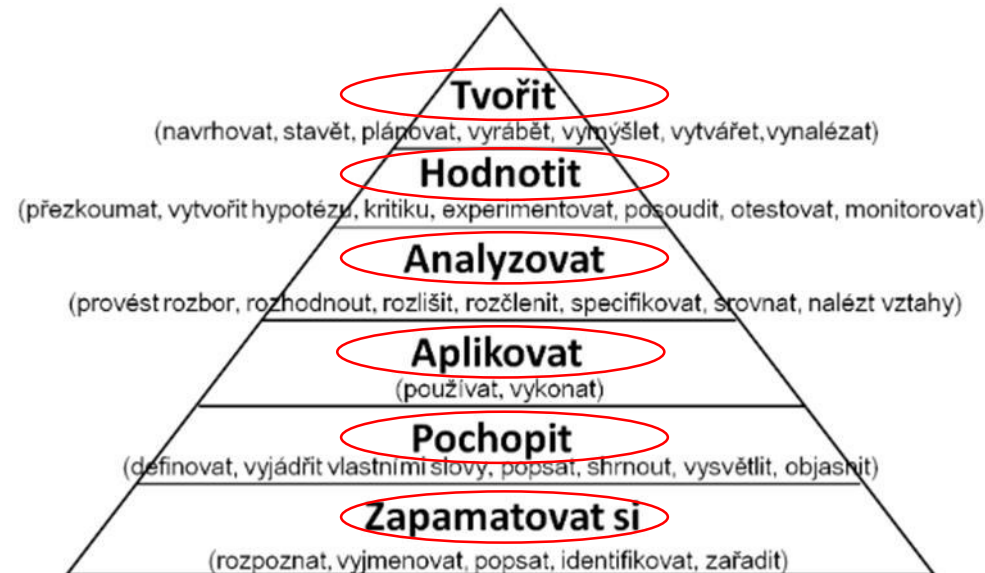 Tvořit
(navrhovat, stavět, plánovat, vyrábět, vymýšlet, vytvářet,vynalézat)
Hodnotit
(přezkoumat, vytvořit hypotézu, kritiku, experimentovat, posoudit, otestovat, monitorovat)
Analyzovat
(provést rozbor, rozhodnout, rozlišit, rozčlenit, specifikovat, srovnat, nalézt vztahy)
Aplikovat
(používat, vykonat)
Pochopit
(definovat, vyjádřit vlastními slovy, popsat, shrnout, vysvětlit, objasnit)
Zapamatovat si
(rozpoznat, vyjmenovat, popsat, identifikovat, zařadit)